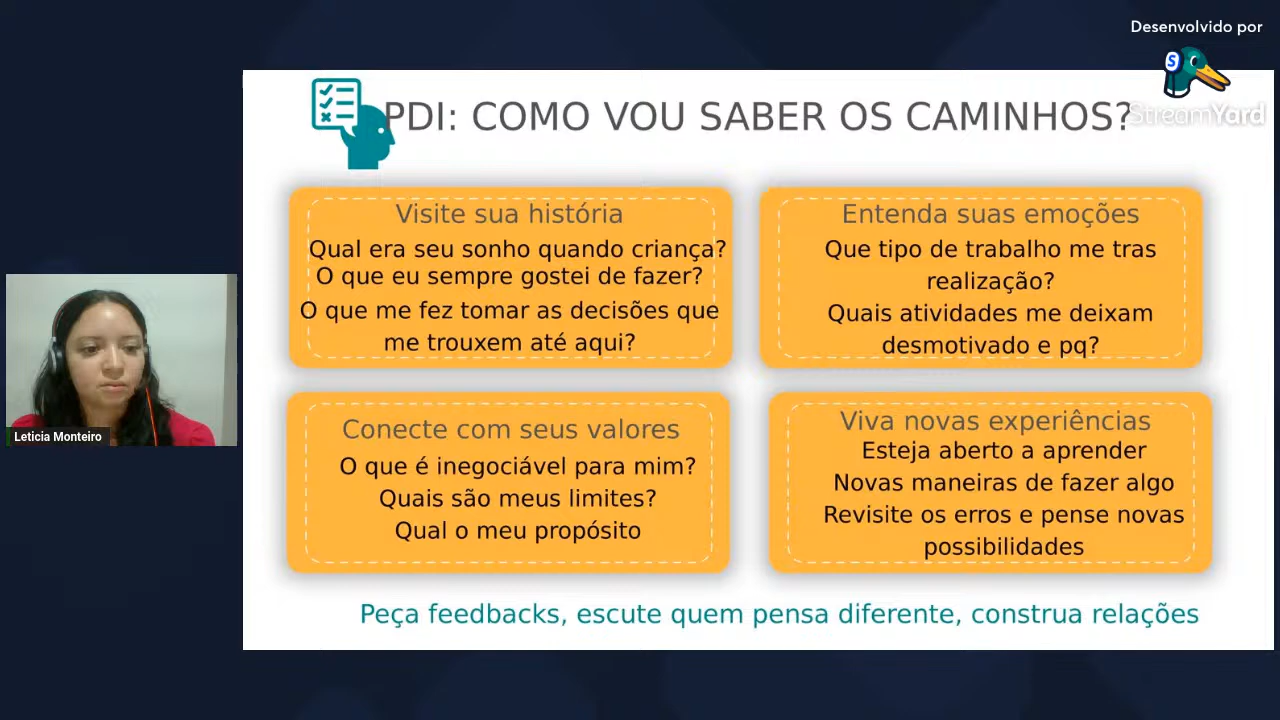 Desenvolvido por
S
StreamYard
PDI: COMO VOU SABER OS CAMINHOS?
Visite sua história
Qual era seu sonho quando criança?
O que eu sempre gostei de fazer?
O que me fez tomar as decisões que
me trouxem até aqui?
Entenda suas emoções
Que tipo de trabalho me tras
realização?
Quais atividades me deixam
desmotivado e pq?
Leticia Monteiro
Conecte com seus valores
O que é inegociável para mim?
Quais são meus limites?
Qual o meu propósito
Viva novas experiências
Esteja aberto a aprender
Novas maneiras de fazer algo
Revisite os erros e pense novas
possibilidades
Peça feedbacks, escute quem pensa diferente, construa relações